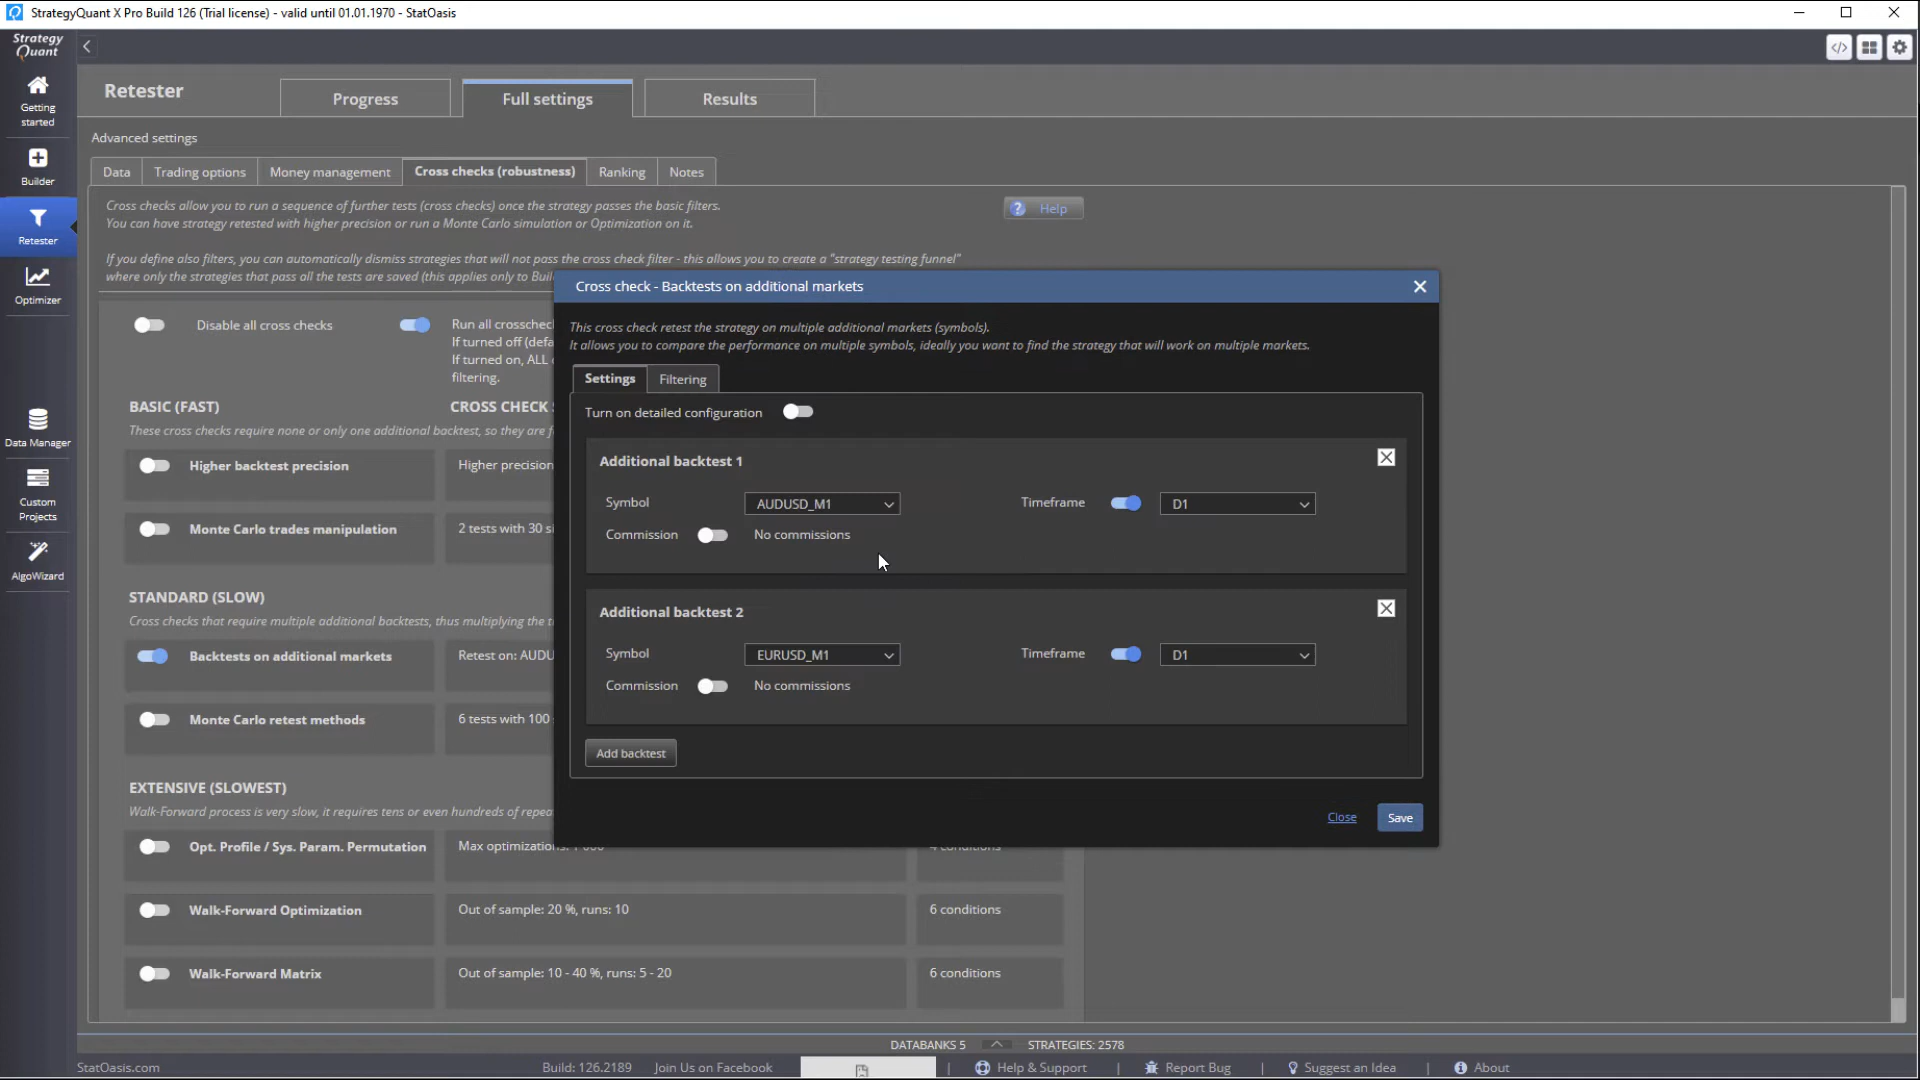 StrategyQuant X Pro Build 126 (Trial license) - valid until 01.01.1970 - StatOasis
Strategy
Quant
Getting
started
Builder
Retester
Optimizer
Data Manager
Custom
Projects
AlgoWizard
Retester
Progress
Full settings
Results
Advanced settings
Data
Trading options
Money management
Cross checks (robustness)
Ranking
Notes
Cross checks allow you to run a sequence of further tests (cross checks) once the strategy passes the basic filters.
You can have strategy retested with higher precision or run a Monte Carlo simulation or Optimization on it.
Help
If you define also filters, you can automatically dismiss strategies that will not pass the cross check filter - this allows you to create a "strategy testing funnel"
where only the strategies that pass all the tests are saved (this applies only to Buil
Disable all cross checks
Run all crosschec
If turned off (defa
If turned on, ALL c
filtering.
BASIC (FAST)
CROSS CHECK S
These cross checks require none or only one additional backtest, so they are f
Higher backtest precision
Higher precision
Monte Carlo trades manipulation
2 tests with 30 si
STANDARD (SLOW)
Cross checks that require multiple additional backtests, thus multiplying the t
Backtests on additional markets
Retest on: AUDU
Monte Carlo retest methods
6 tests with 100
EXTENSIVE (SLOWEST)
Walk-Forward process is very slow, it requires tens or even hundreds of repea
Opt. Profile / Sys. Param. Permutation
Max optimizations: 1 000
4 conditions
Walk-Forward Optimization
Out of sample: 20 %, runs: 10
6 conditions
Walk-Forward Matrix
Out of sample: 10 - 40 %, runs: 5 - 20
6 conditions
Cross check - Backtests on additional markets
This cross check retest the strategy on multiple additional markets (symbols).
It allows you to compare the performance on multiple symbols, ideally you want to find the strategy that will work on multiple markets.
Settings
Filtering
Turn on detailed configuration
Additional backtest 1
Symbol
AUDUSD_M1
Timeframe
D1
Commission
No commissions
Additional backtest 2
Symbol
EURUSD_M1
Timeframe
D1
Commission
No commissions
Add backtest
Close
Save
DATABANKS 5
STRATEGIES: 2578
StatOasis.com
Build: 126.2189
Join Us on Facebook
Help & Support
Report Bug
Suggest an Idea
About